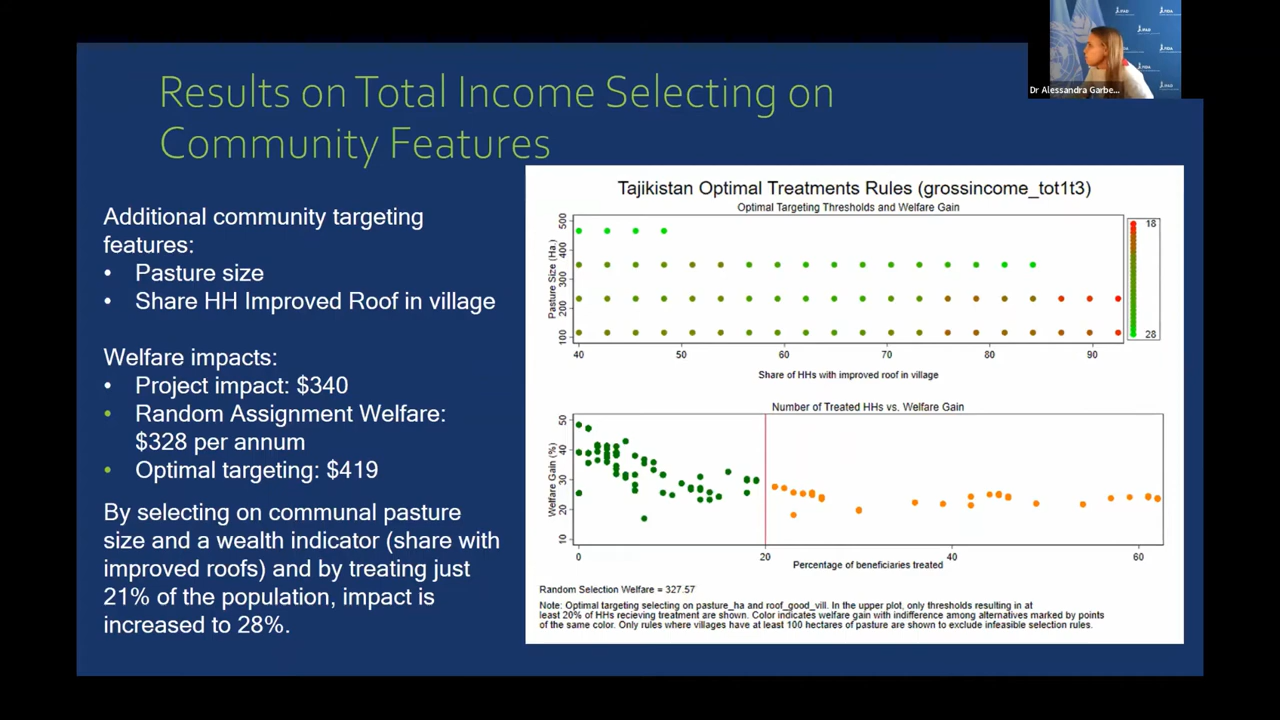 Results on Total Income Selecting on
Community Features
Dr Alessandra Garbe...
Additional community targeting
features:
• Pasture size
• Share HH Improved Roof in village
Welfare impacts:
• Project impact: $340
• Random Assignment Welfare:
$328 per annum
• Optimal targeting: $419
By selecting on communal pasture
size and a wealth indicator (share with
improved roofs) and by treating just
21% of the population, impact is
increased to 28%.
Tajikistan Optimal Treatments Rules (grossincome_tot1t3)
Optimal Targeting Thresholds and Welfare Gain
Pasture Size (Ha.)
500
400
300
200
100
40 50 60 70 80 90
Share of HHs with improved roof in village
18
28
Number of Treated HHs vs. Welfare Gain
Welfare Gain (%)
50
40
30
20
10
0 20 40 60
Percentage of beneficiaries treated
Random Selection Welfare = 327.57
Note: Optimal targeting selecting on pasture_ha and roof_good_vill. In the upper plot, only thresholds resulting in at
least 20% of HHs recieving treatment are shown. Color indicates welfare gain with indifference among alternatives marked by points
of the same color. Only rules where villages have at least 100 hectares of pasture are shown to exclude infeasible selection rules.